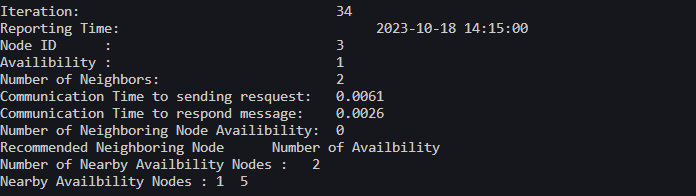 Iteration: 34
Reporting Time: 2023-10-18 14:15:00
Node ID : 3
Availibility : 1
Number of Neighbors: 2
Communication Time to sending resquest: 0.0061
Communication Time to respond message: 0.0026
Number of Neighboring Node Availibility: 0
Recommended Neighboring Node Number of Availbility
Number of Nearby Availbility Nodes : 2
Nearby Availbility Nodes : 1 5